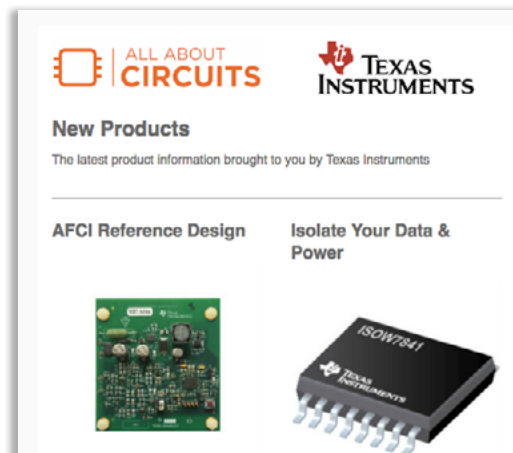 ALL ABOUT
CIRCUITS
TEXAS
INSTRUMENTS
New Products
The latest product information brought to you by Texas Instruments
AFCI Reference Design
Isolate Your Data &
Power
ISOW7841
TEXAS
INSTRUMENTS